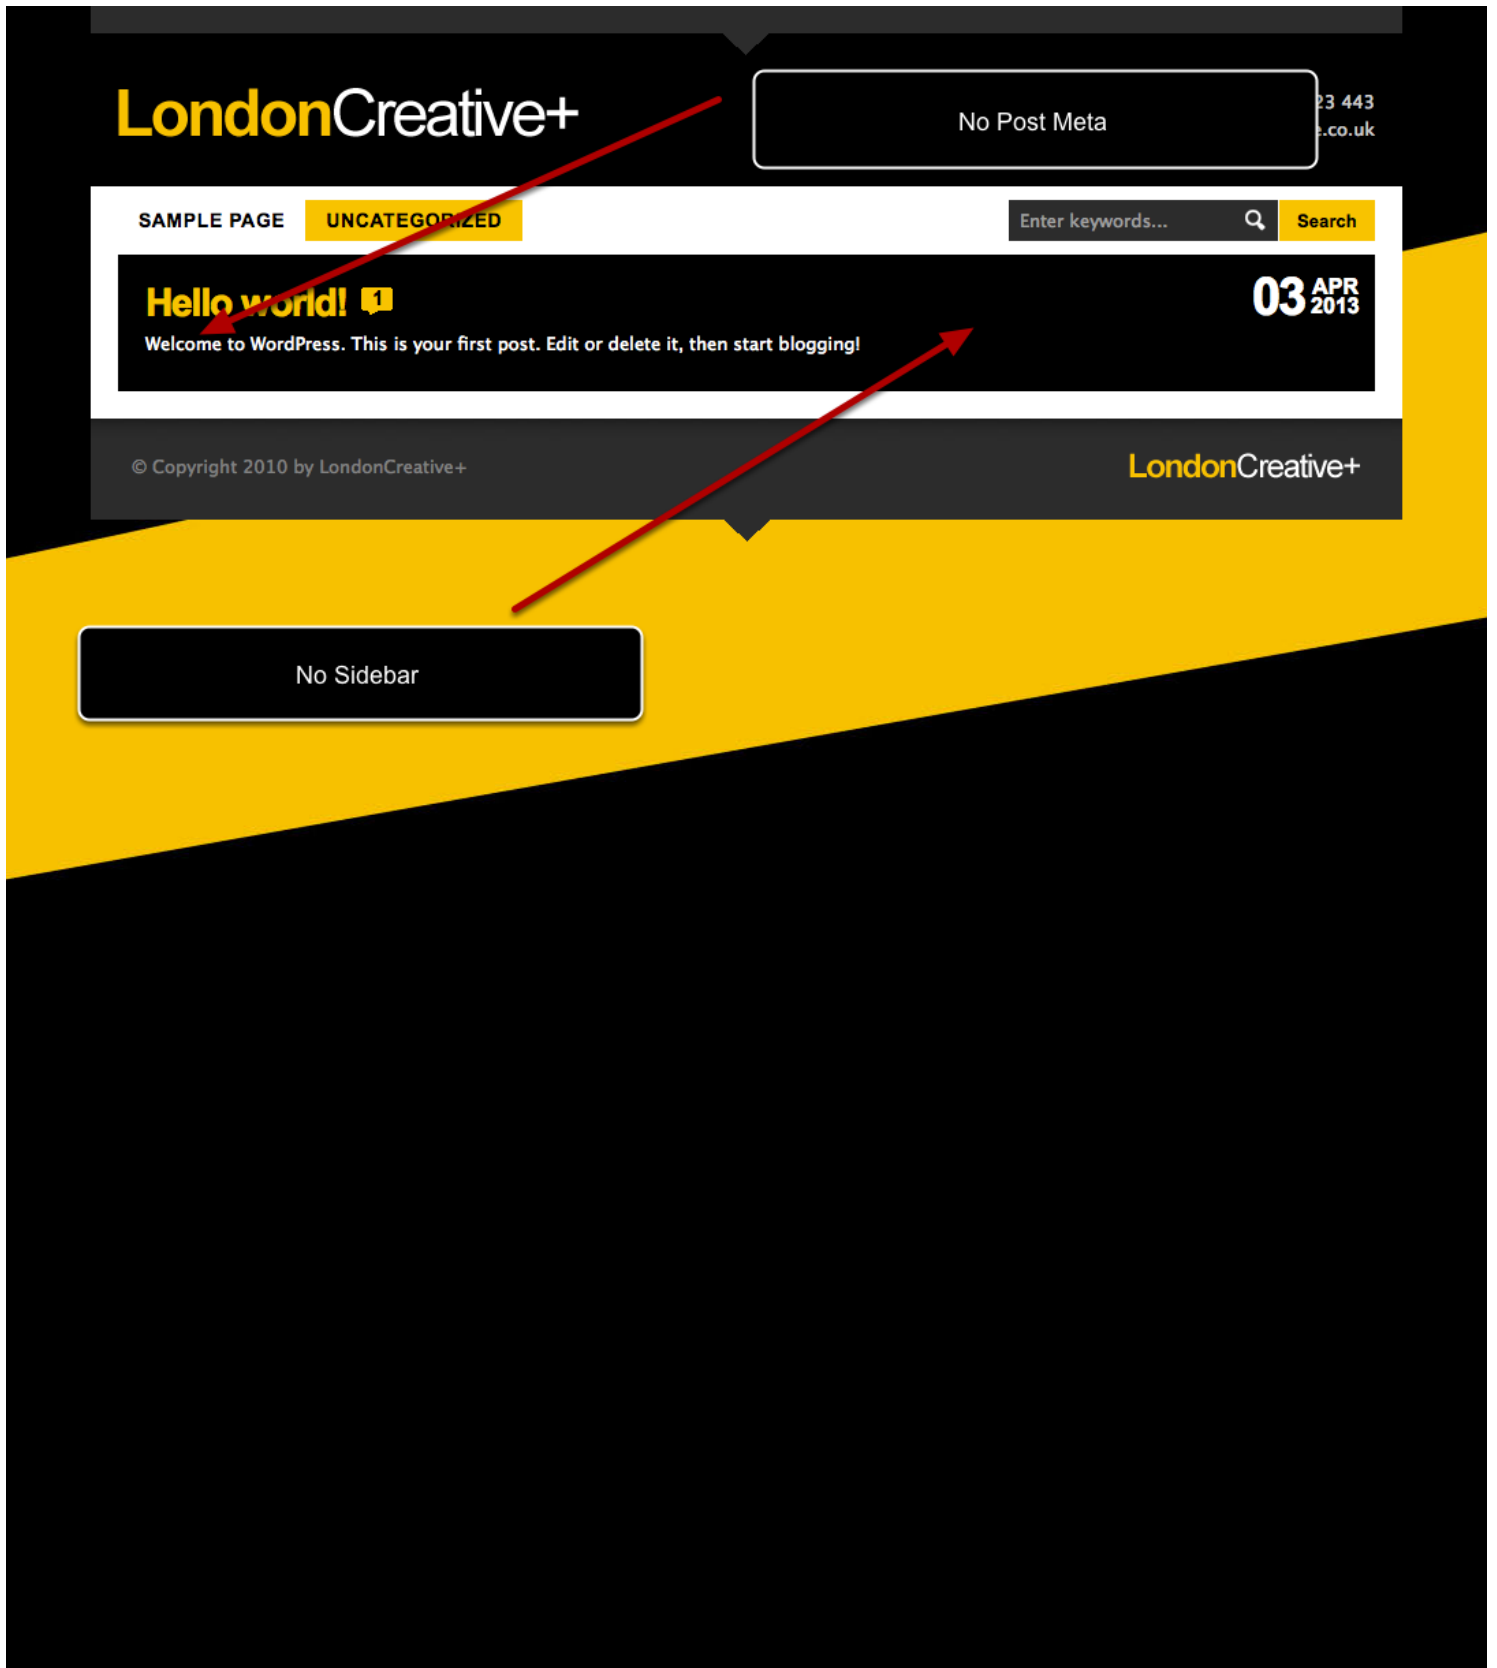 LondonCreative+
No Post Meta
23 443
.co.uk
SAMPLE PAGE
UNCATEGORIZED
Enter keywords...
Search
Hello world! 1
03 APR 2013
Welcome to WordPress. This is your first post. Edit or delete it, then start blogging!
© Copyright 2010 by LondonCreative+
LondonCreative+
No Sidebar